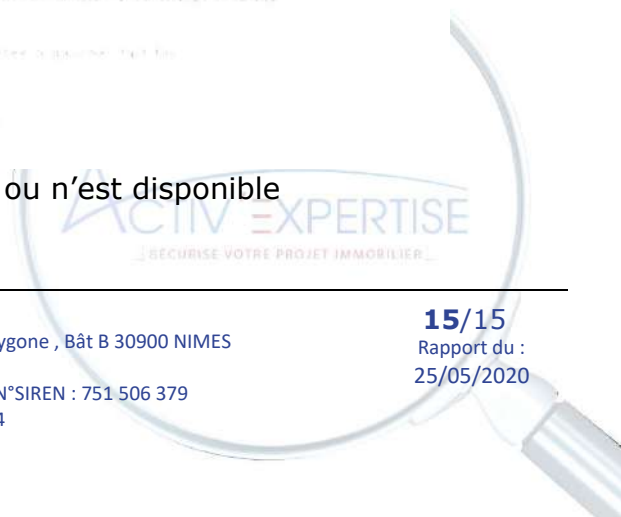 ou n’est disponible
ACTIV EXPERTISE
SÉCURISE VOTRE PROJET IMMOBILIER
15/15
ygone , Bât B 30900 NIMES
Rapport du :
25/05/2020
N°SIREN : 751 506 379
4